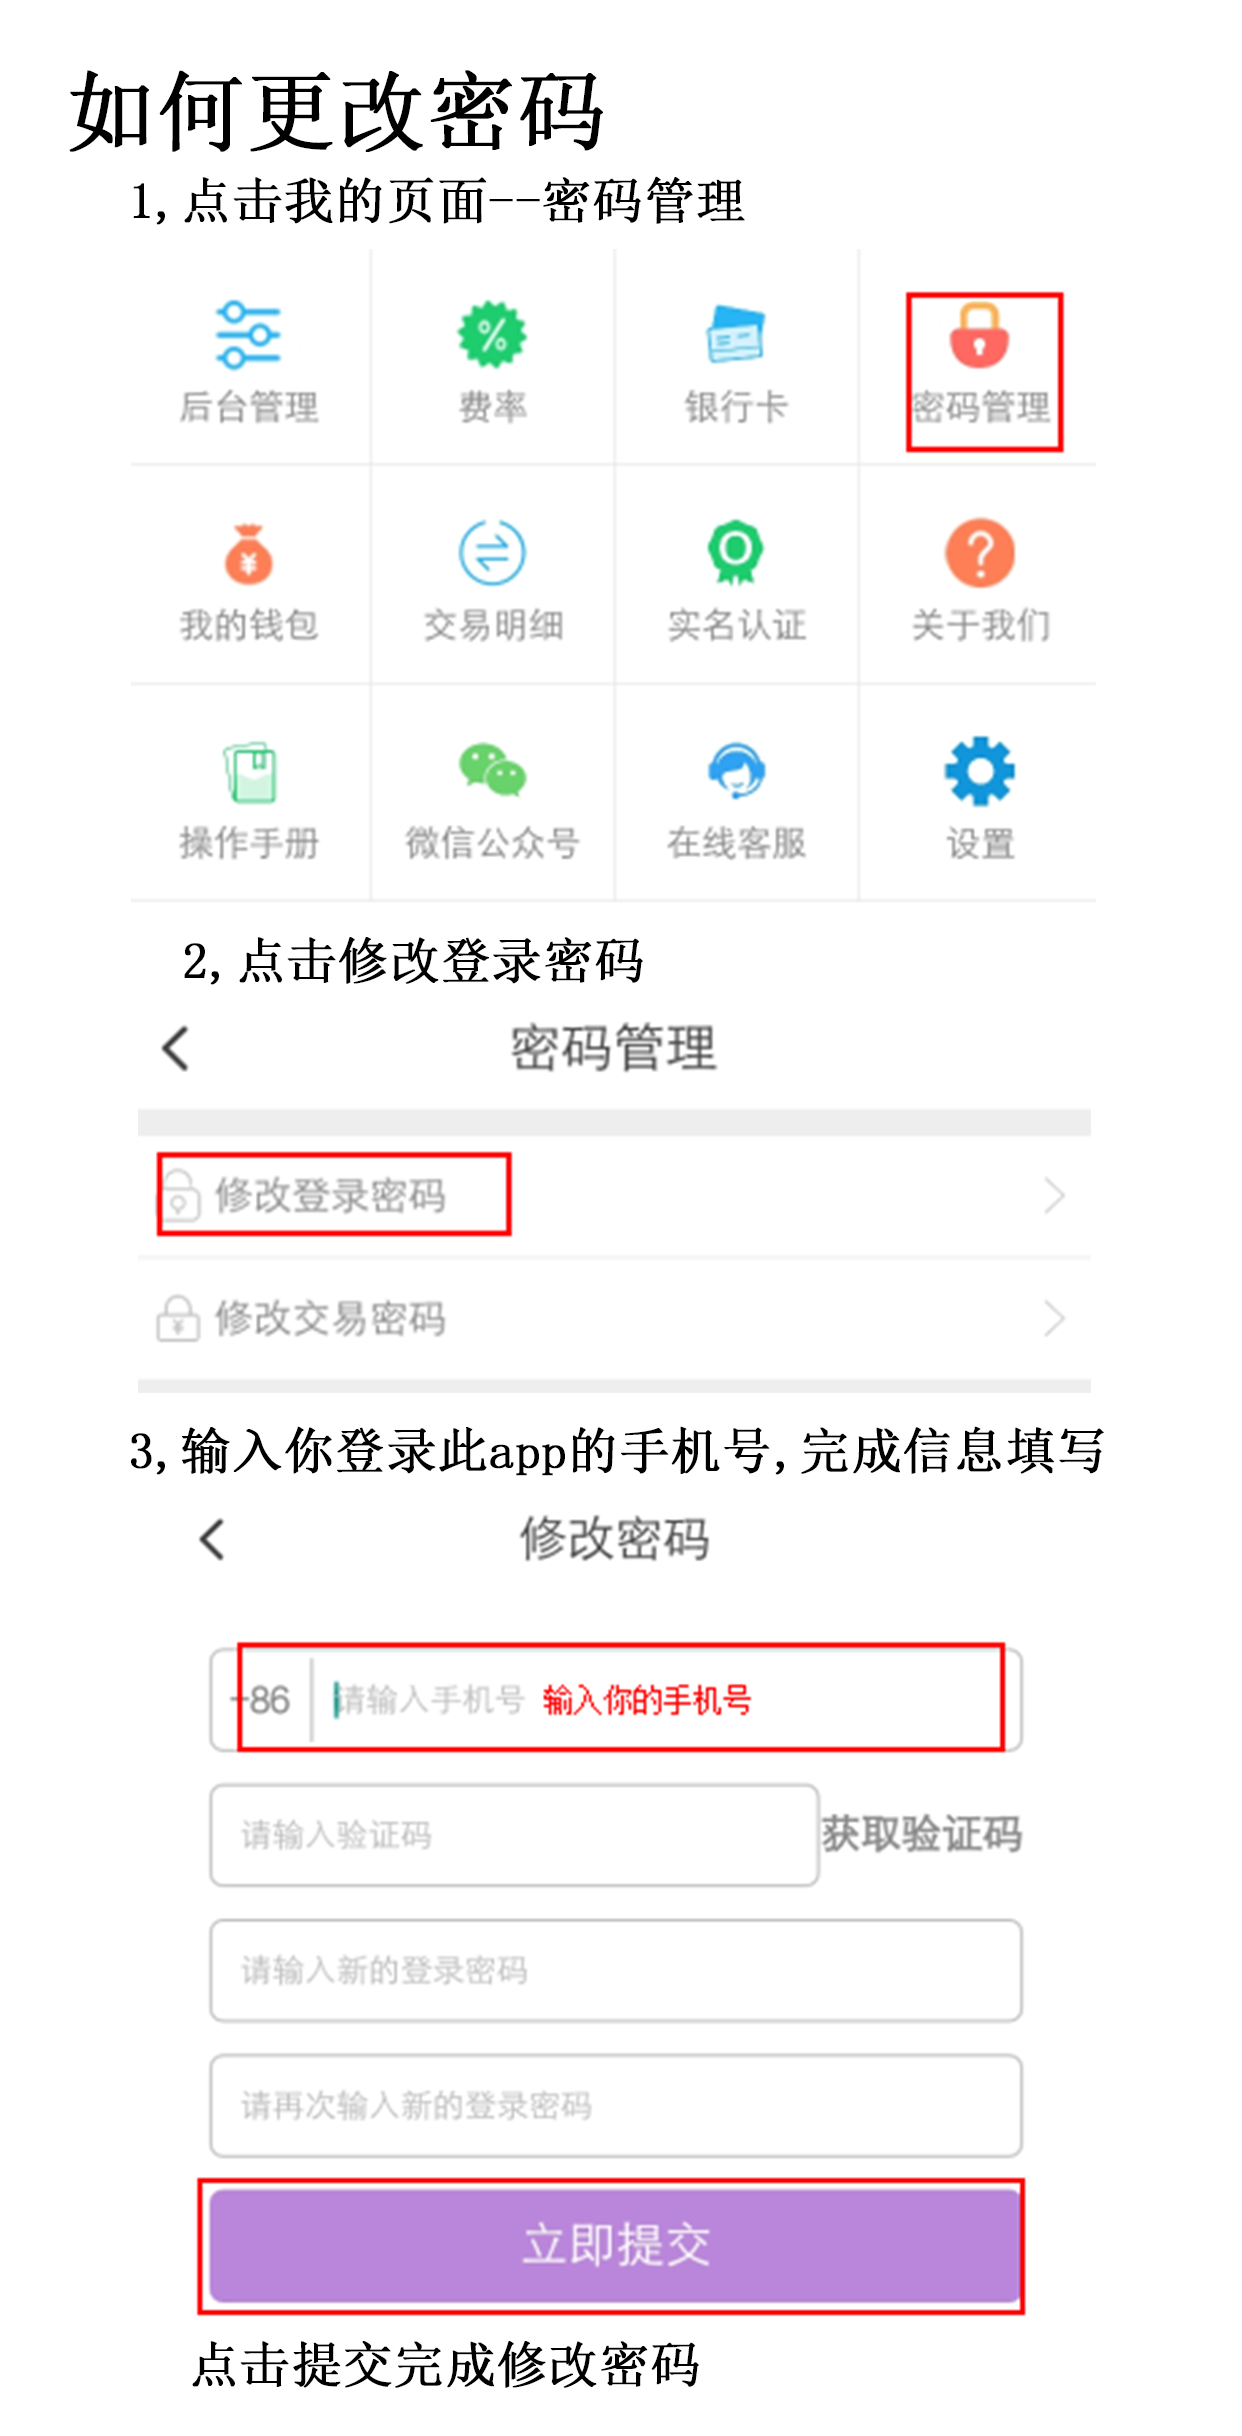 如何更改密码
1,点击我的页面--密码管理
后台管理 费率 银行卡 密码管理
我的钱包 交易明细 实名认证 关于我们
操作手册 微信公众号 在线客服 设置
2,点击修改登录密码
密码管理
修改登录密码
修改交易密码
3,输入你登录此app的手机号,完成信息填写
修改密码
+86 请输入手机号 输入你的手机号
请输入验证码 获取验证码
请输入新的登录密码
请再次输入新的登录密码
立即提交
点击提交完成修改密码